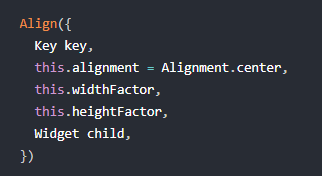 Align({
  Key key,
  this.alignment = Alignment.center,
  this.widthFactor,
  this.heightFactor,
  Widget child,
})